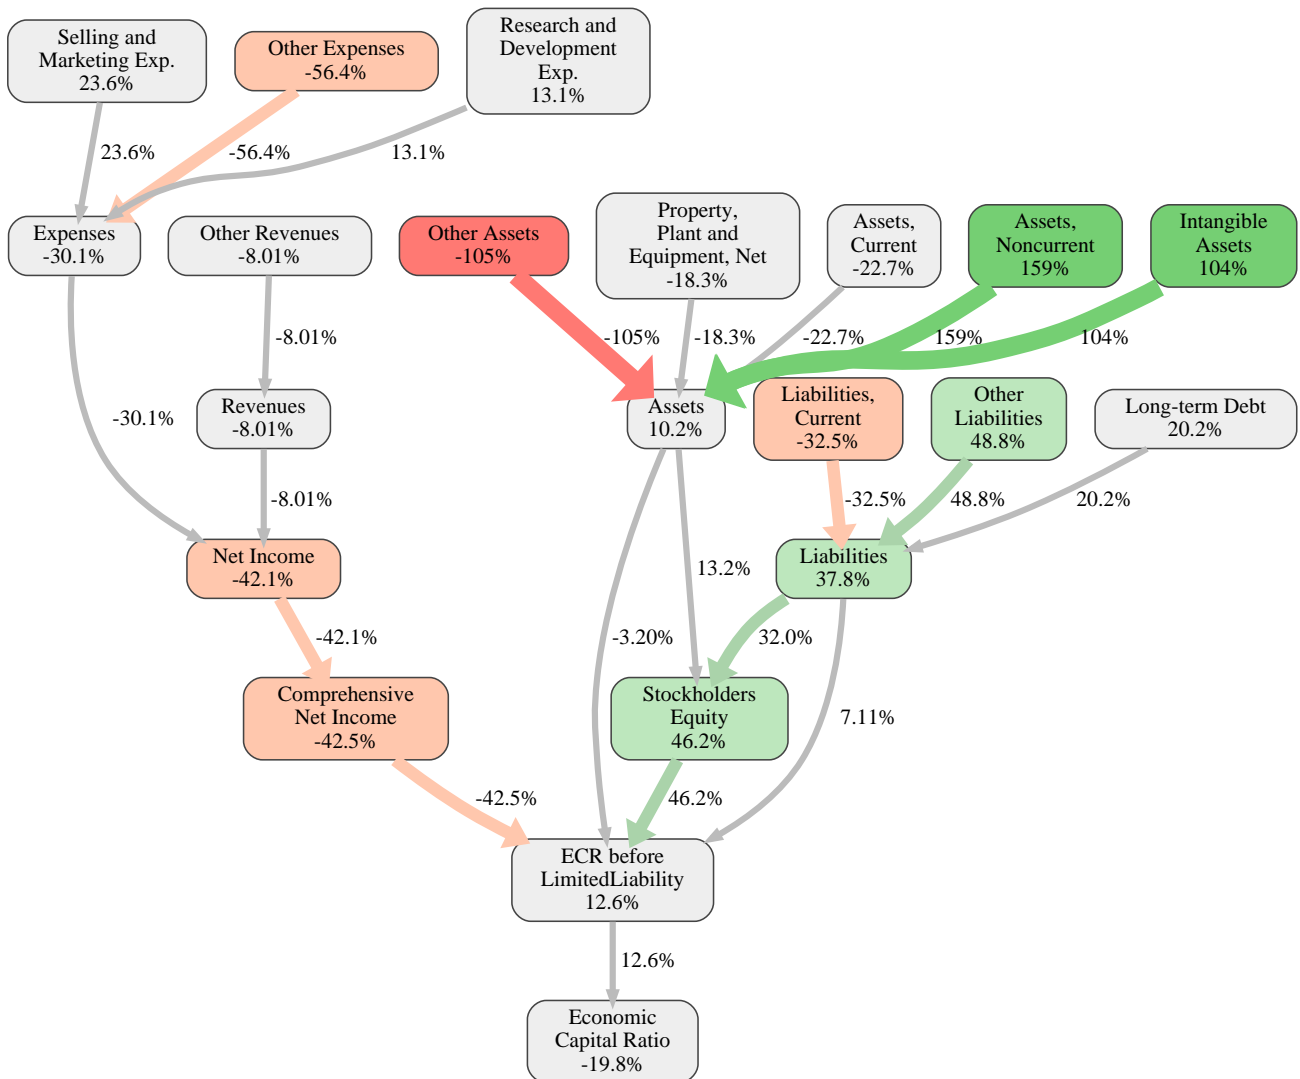 Selling and
Marketing Exp.
23.6%
Other Expenses
-56.4%
Research and
Development
Exp.
13.1%
23.6%
-56.4%
13.1%
Expenses
-30.1%
Other Revenues
-8.01%
Other Assets
-105%
Property,
Plant and
Equipment, Net
-18.3%
Assets,
Current
-22.7%
Assets,
Noncurrent
159%
Intangible
Assets
104%
-8.01%
-105%
-18.3%
-22.7%
159%
104%
-30.1%
Revenues
-8.01%
Assets
10.2%
Liabilities,
Current
-32.5%
Other
Liabilities
48.8%
Long-term Debt
20.2%
-8.01%
-32.5%
48.8%
20.2%
Net Income
-42.1%
13.2%
Liabilities
37.8%
-42.1%
-3.20%
32.0%
Comprehensive
Net Income
-42.5%
Stockholders
Equity
46.2%
7.11%
-42.5%
46.2%
ECR before
LimitedLiability
12.6%
12.6%
Economic
Capital Ratio
-19.8%